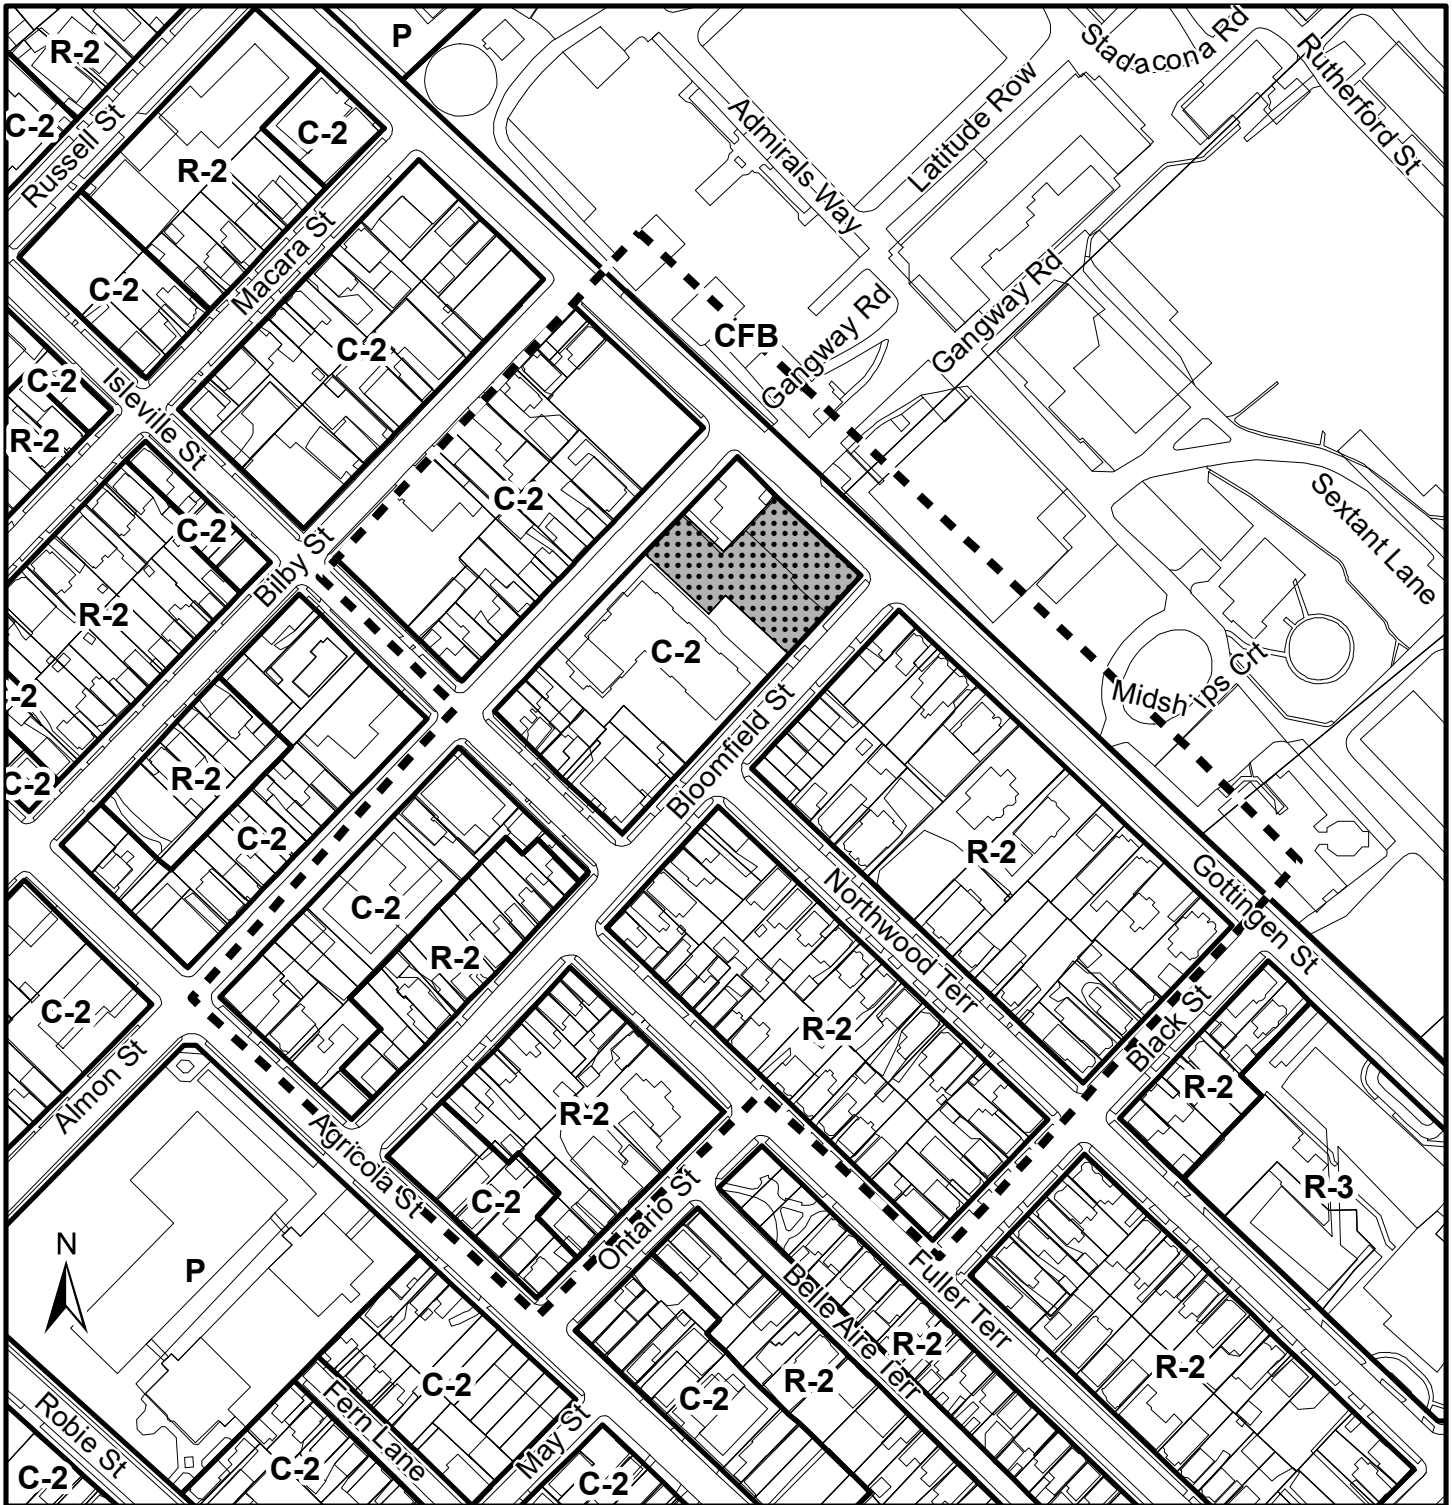 R-2
P
Stadacona Rd
Rutherford St
Latitude Row
Admirals Way
C-2
C-2
Russell St
R-2
Macara St
C-2
C-2
Gangway Rd
Gangway Rd
CFB
C-2
Isleville St
R-2
C-2
C-2
Sextant Lane
Bilby St
R-2
C-2
-2
Midships Crt
C-2
R-2
Bloomfield St
C-2
R-2
Gottingen St
C-2
R-2
Northwood Terr
C-2
R-2
Black St
Almon St
R-2
R-2
Agricola St
C-2
Ontario St
R-3
N
P
Fuller Terr
Belle Aire Terr
R-2
R-2
R-2
C-2
C-2
Robie St
Fern Lane
May St
C-2
C-2
C-2